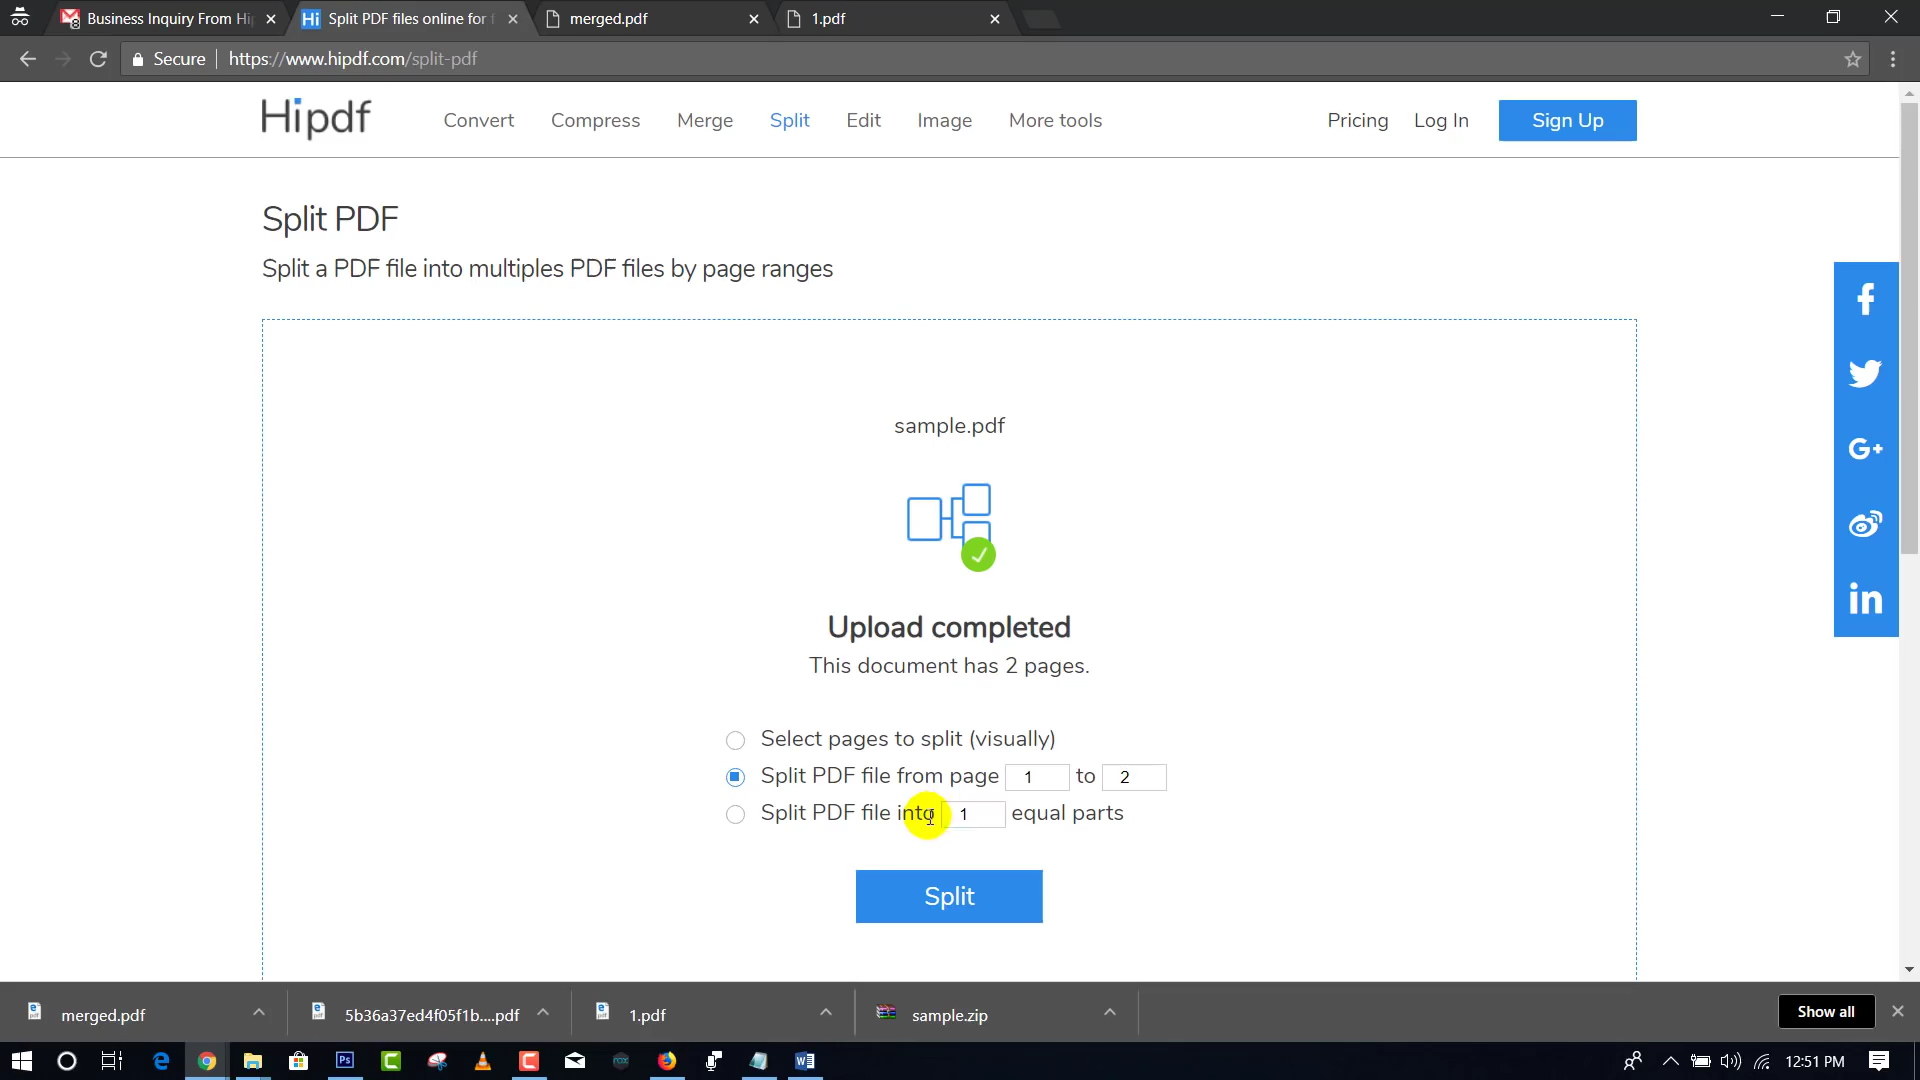 Business Inquiry From Hi
Split PDF files online for f
merged.pdf
1.pdf
Secure
https://www.hipdf.com/split-pdf
Hipdf
Convert
Compress
Merge
Split
Edit
Image
More tools
Pricing
Log In
Sign Up
Split PDF
Split a PDF file into multiples PDF files by page ranges
sample.pdf
Upload completed
This document has 2 pages.
Select pages to split (visually)
Split PDF file from page 1 to 2
Split PDF file into 1 equal parts
Split
merged.pdf
5b36a37ed4f05f1b....pdf
1.pdf
sample.zip
Show all
12:51 PM